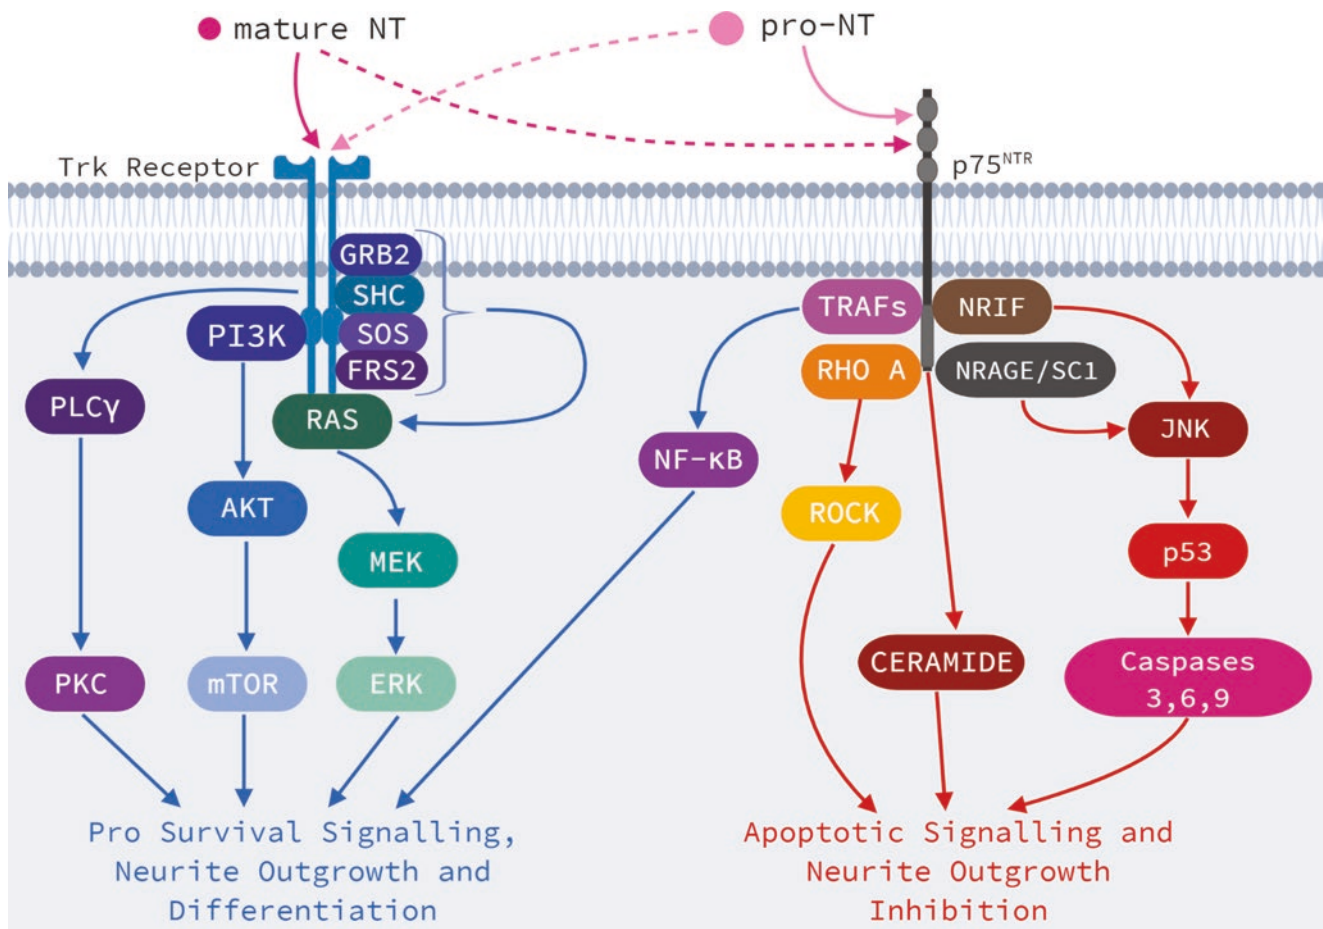 mature NT
pro-NT
Trk Receptor
p75NTR
GRB2
SHC
SOS
FRS2
PI3K
PLCγ
RAS
AKT
MEK
PKC
mTOR
ERK
TRAFs
NRIF
RHO A
NRAGE/SC1
NF-κB
JNK
ROCK
p53
CERAMIDE
Caspases
3,6,9
Pro Survival Signalling,
Neurite Outgrowth and
Differentiation
Apoptotic Signalling and
Neurite Outgrowth
Inhibition